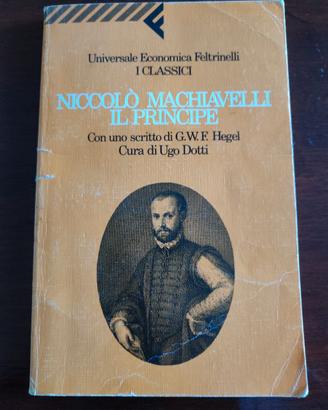 Universale Economica Feltrinelli
I CLASSICI
NICCOLÒ MACHIAVELLI
IL PRINCIPE
Con uno scritto di G.W.F. Hegel
Cura di Ugo Dotti